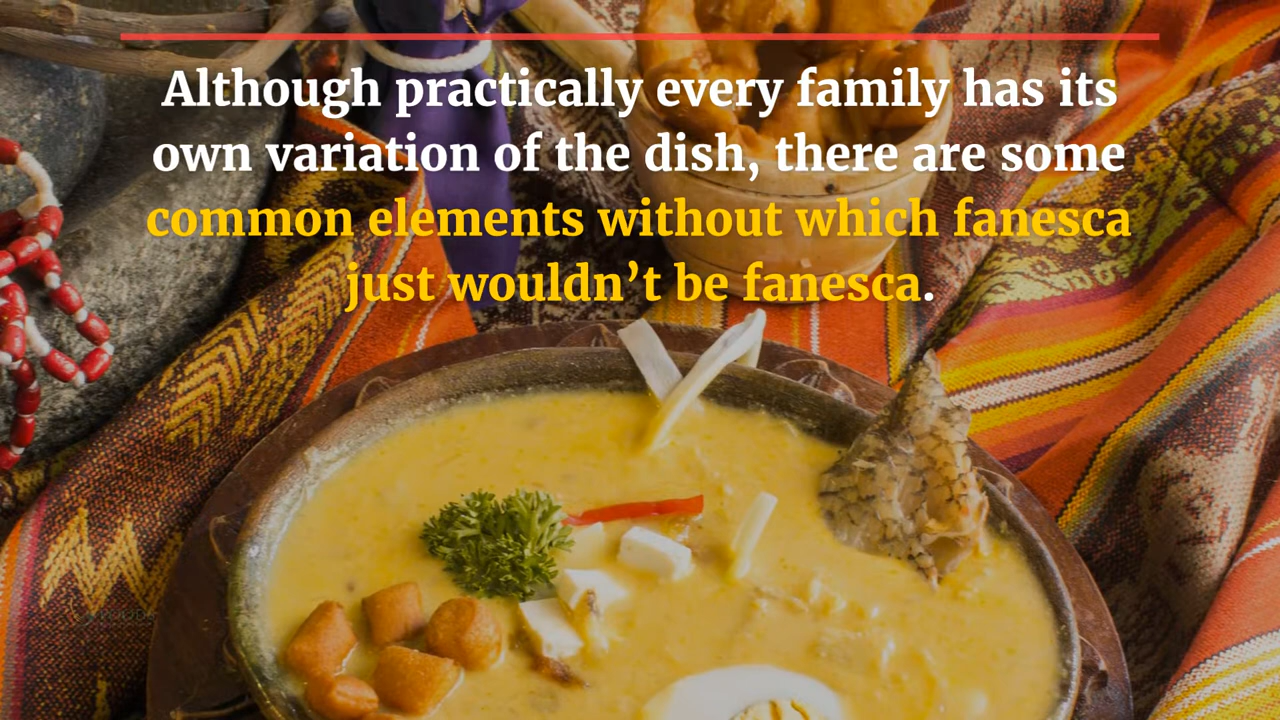 Although practically every family has its
own variation of the dish, there are some
common elements without which fanesca
just wouldn’t be fanesca.